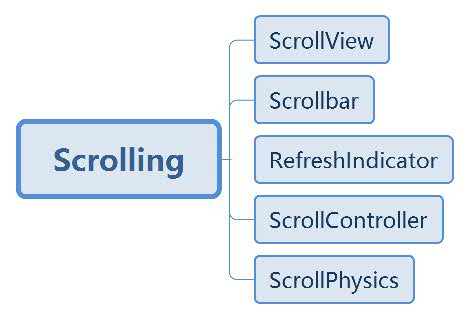 Scrolling
ScrollView
Scrollbar
RefreshIndicator
ScrollController
ScrollPhysics